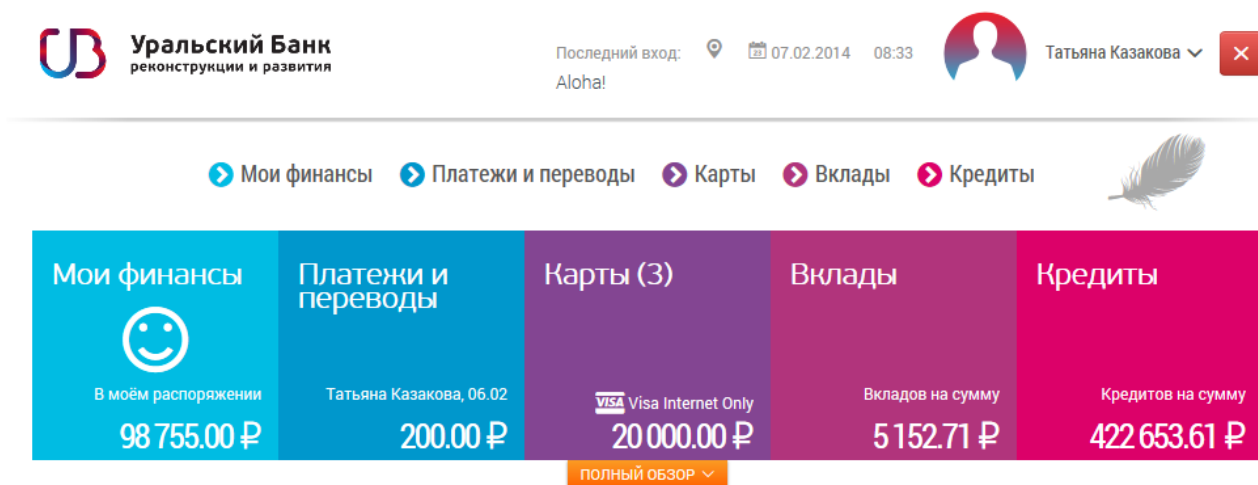 Уральский Банк
реконструкции и развития
Последний вход: 23 07.02.2014 08:33
Aloha!
Татьяна Казакова
Мои финансы Платежи и переводы Карты Вклады Кредиты
Мои финансы
В моём распоряжении
98 755.00 ₽
Платежи и
переводы
Татьяна Казакова, 06.02
200.00 ₽
Карты (3)
VISA Visa Internet Only
20 000.00 ₽
Вклады
Вкладов на сумму
5 152.71 ₽
Кредиты
Кредитов на сумму
422 653.61 ₽
ПОЛНЫЙ ОБЗОР